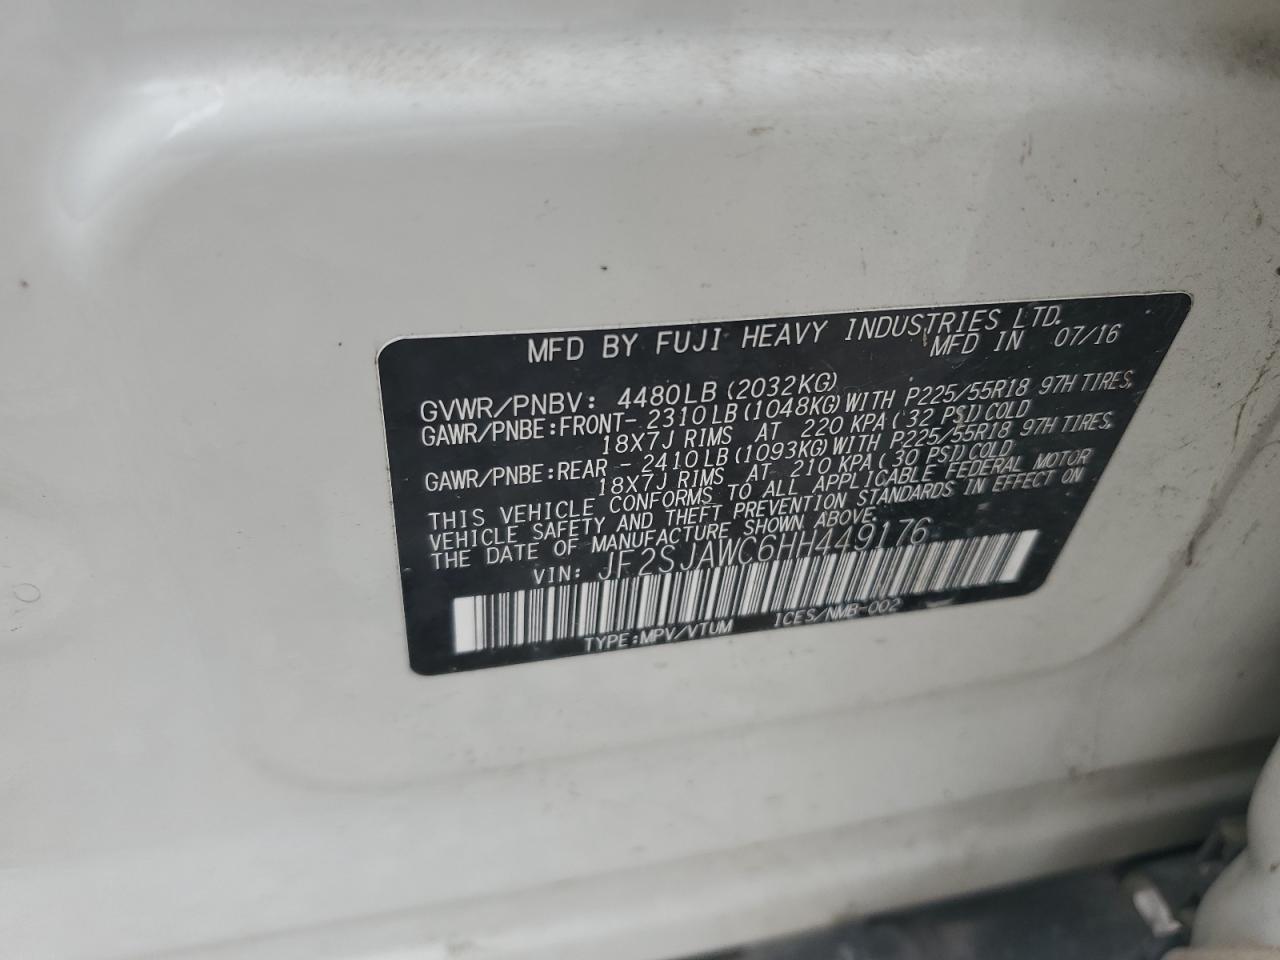 MFD BY FUJI HEAVY INDUSTRIES LTD.
MFD IN 07/16
GVWR/PNBV: 4480LB(2032KG)
GAWR/PNBE:FRONT- 2310LB(1048KG)WITH P225/55R18 97H TIRES,
18X7J RIMS AT 220 KPA( 32 PSI)COLD
GAWR/PNBE:REAR - 2410LB(1093KG)WITH P225/55R18 97H TIRES,
18X7J RIMS AT 210 KPA( 30 PSI)COLD
THIS VEHICLE CONFORMS TO ALL APPLICABLE FEDERAL MOTOR
VEHICLE SAFETY AND THEFT PREVENTION STANDARDS IN EFFECT ON
THE DATE OF MANUFACTURE SHOWN ABOVE.
VIN: JF2SJAWC6HH449176
TYPE:MPV/VTUM ICES/NMB-002